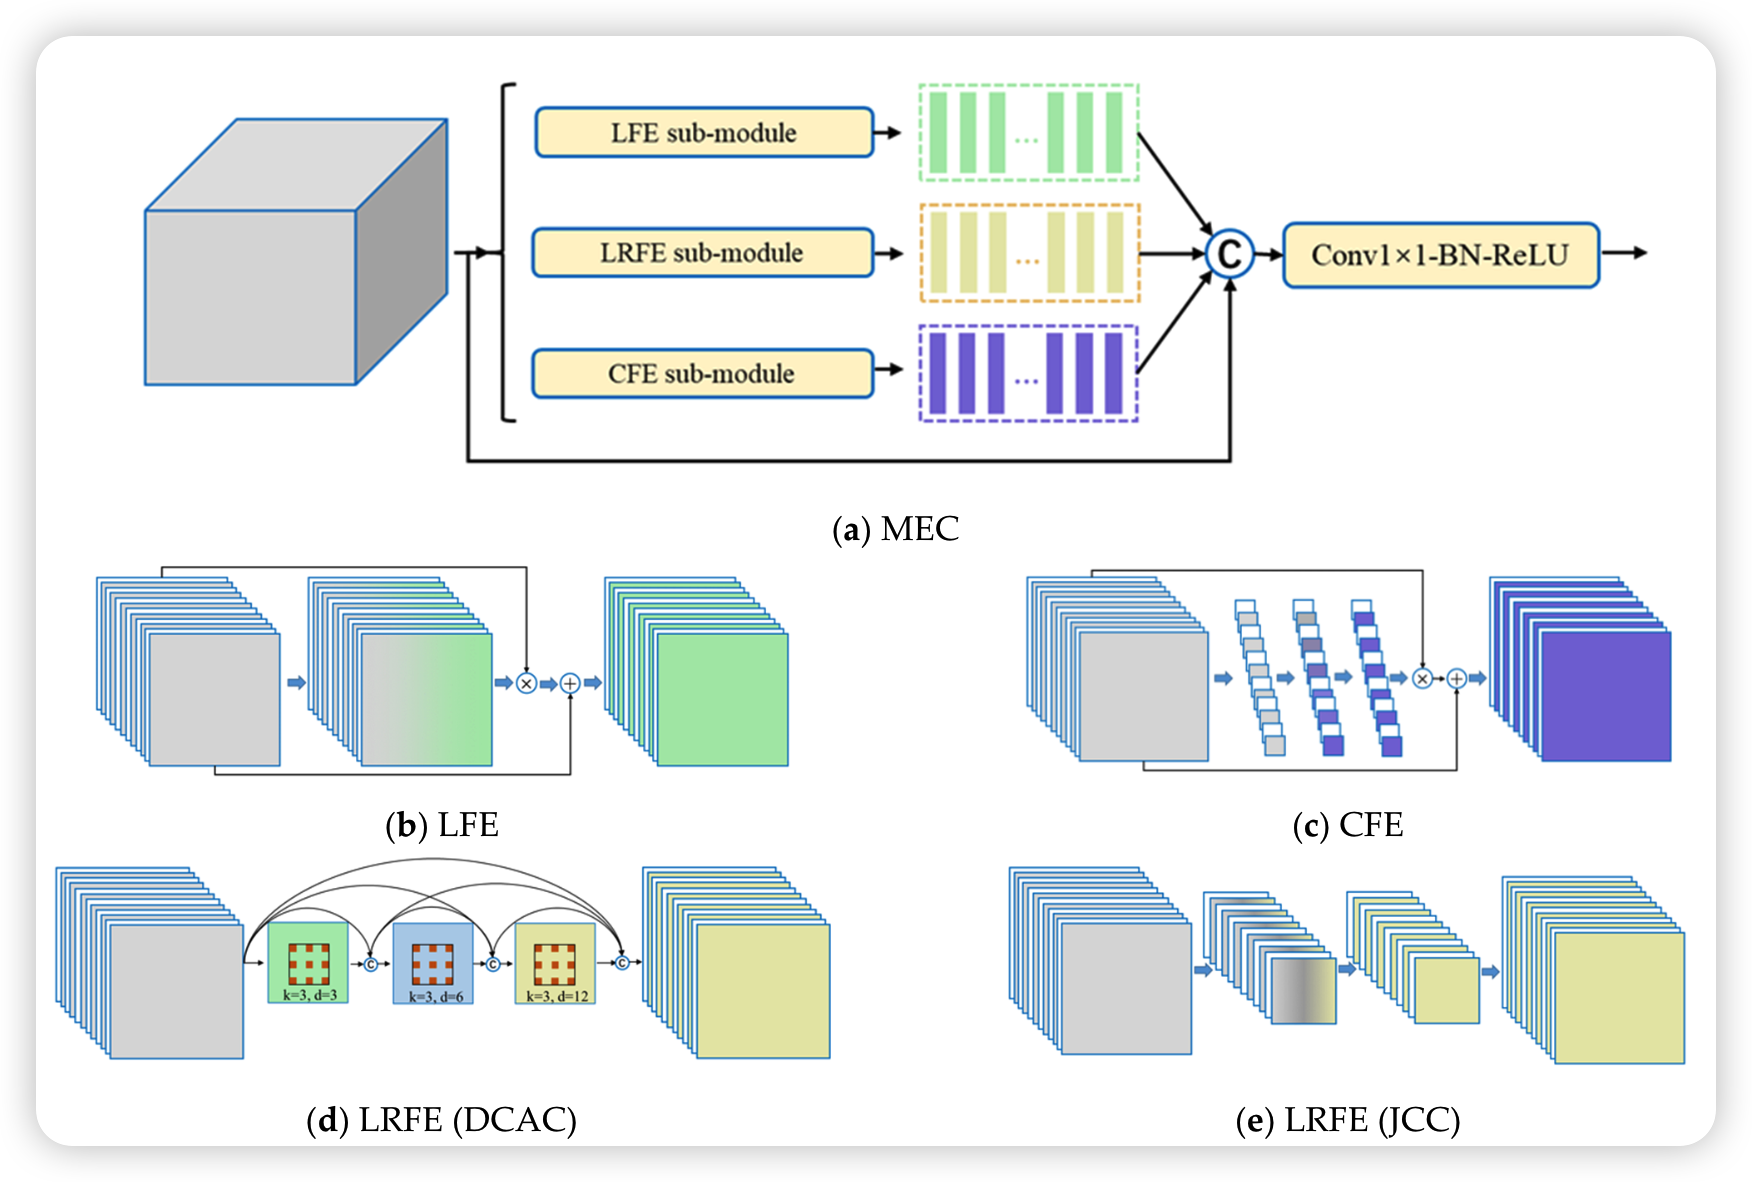 LFE sub-module
...
LRFE sub-module
...
C
Conv1×1-BN-ReLU
CFE sub-module
...
(a) MEC
(b) LFE
(c) CFE
k=3, d=3
C
k=3, d=6
C
k=3, d=12
C
(d) LRFE (DCAC)
(e) LRFE (JCC)